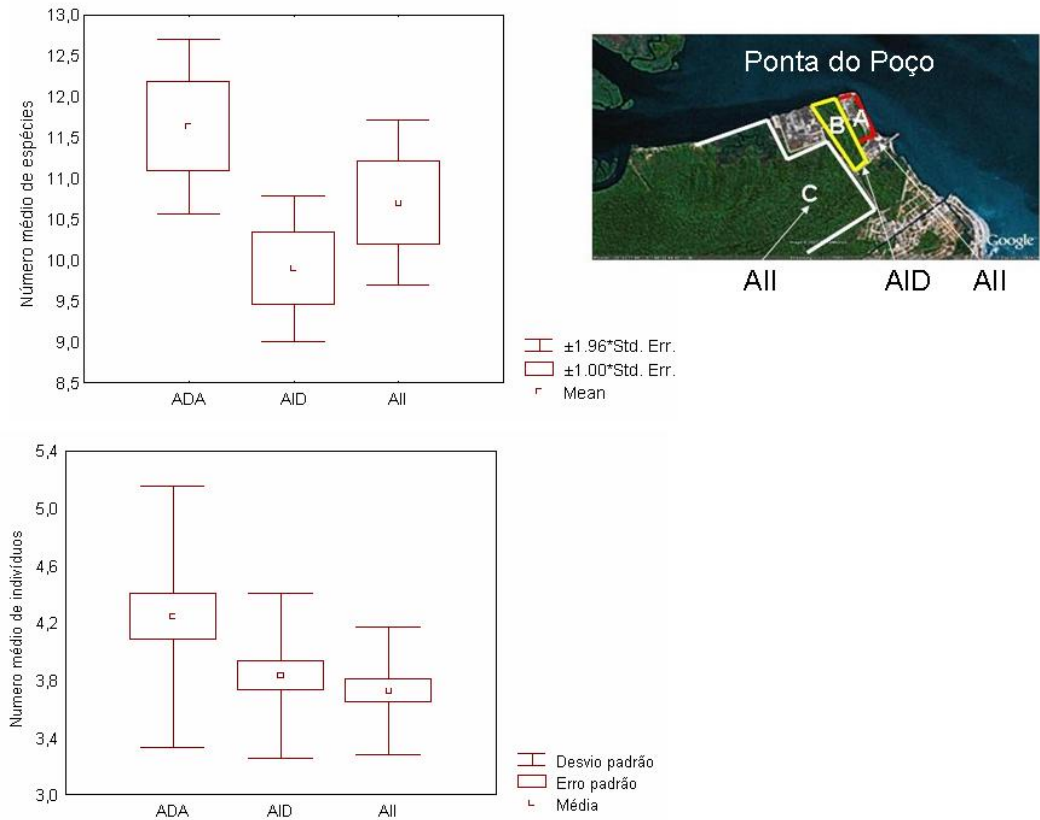 Número médio de espécies
13,0
12,5
12,0
11,5
11,0
10,5
10,0
9,5
9,0
8,5
ADA
AID
AII
±1.96*Std. Err.
±1.00*Std. Err.
Mean
Ponta do Poço
A
B
C
Google
AII
AID
AII
Numero médio de indivíduos
5,4
5,0
4,6
4,2
3,8
3,4
3,0
ADA
AID
AII
Desvio padrão
Erro padrão
Média